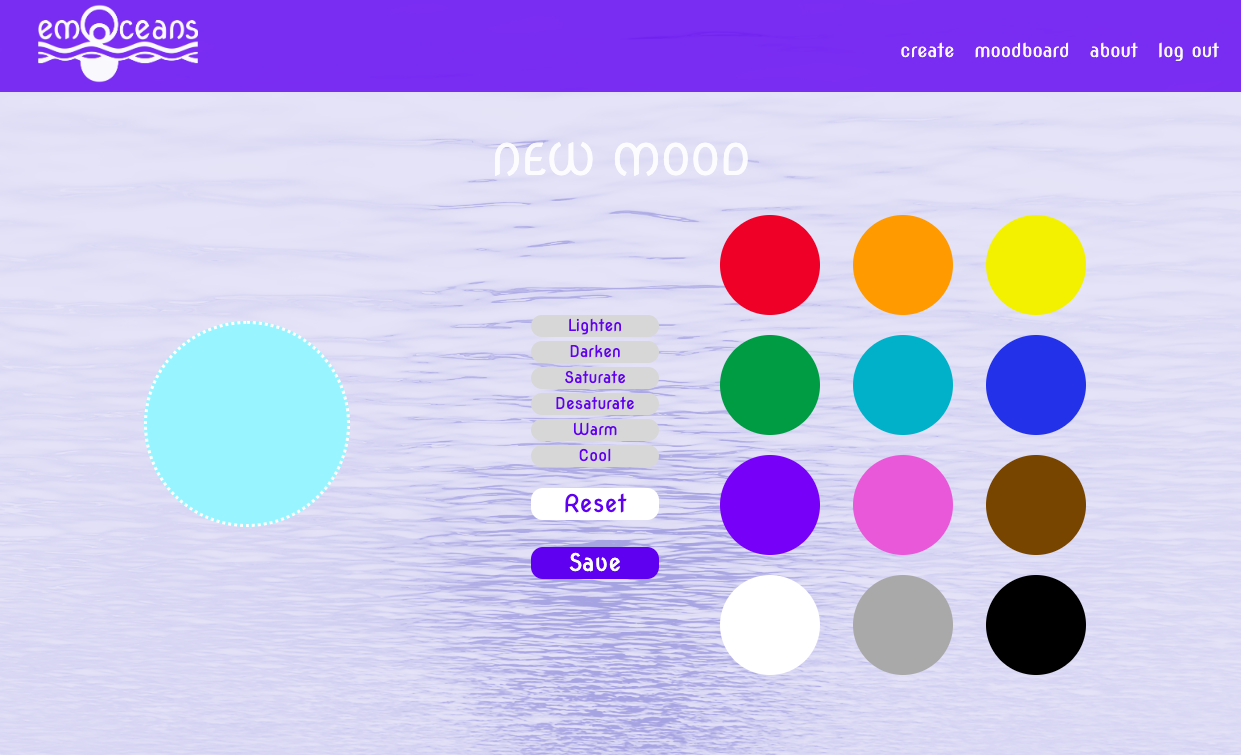 emOceans
create moodboard about log out
NEW MOOD
Lighten
Darken
Saturate
Desaturate
Warm
Cool
Reset
Save